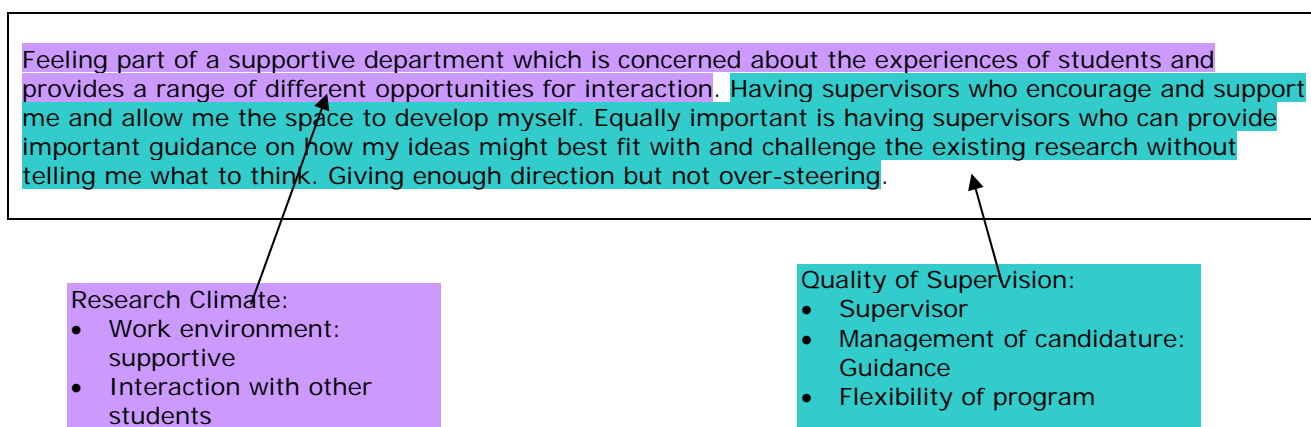 Feeling part of a supportive department which is concerned about the experiences of students and
provides a range of different opportunities for interaction. Having supervisors who encourage and support
me and allow me the space to develop myself. Equally important is having supervisors who can provide
important guidance on how my ideas might best fit with and challenge the existing research without
telling me what to think. Giving enough direction but not over-steering.
Research Climate:
• Work environment:
supportive
• Interaction with other
students
Quality of Supervision:
• Supervisor
• Management of candidature:
Guidance
• Flexibility of program